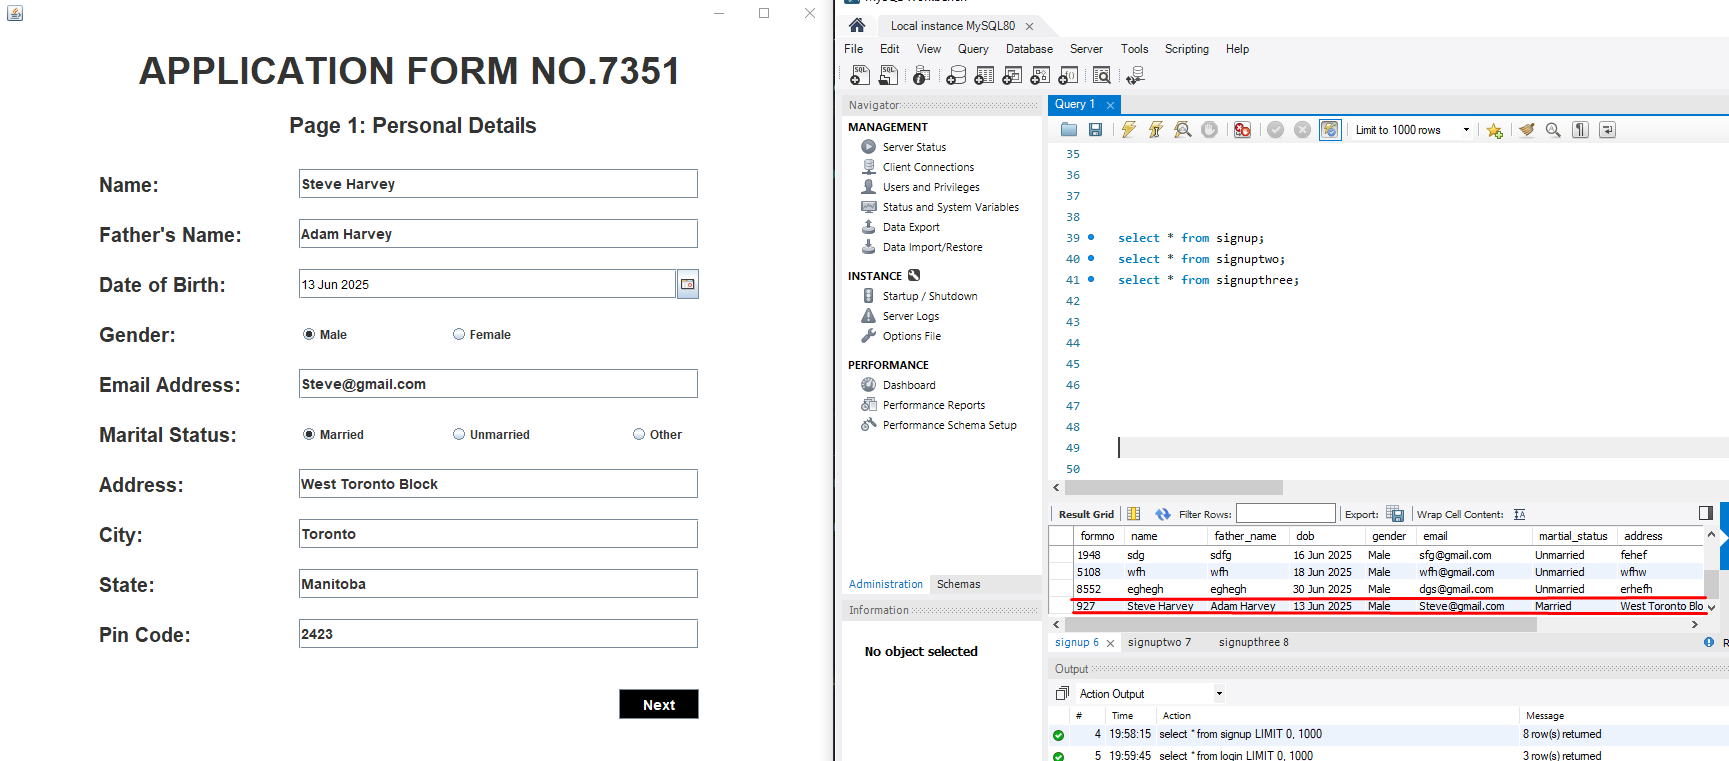 APPLICATION FORM NO.7351
Page 1: Personal Details
Name: Steve Harvey
Father's Name: Adam Harvey
Date of Birth: 13 Jun 2025
Gender: Male Female
Email Address: Steve@gmail.com
Marital Status: Married Unmarried Other
Address: West Toronto Block
City: Toronto
State: Manitoba
Pin Code: 2423
Next
Local instance MySQL80
File Edit View Query Database Server Tools Scripting Help
Navigator
MANAGEMENT
Server Status
Client Connections
Users and Privileges
Status and System Variables
Data Export
Data Import/Restore
INSTANCE
Startup / Shutdown
Server Logs
Options File
PERFORMANCE
Dashboard
Performance Reports
Performance Schema Setup
Administration Schemas
Information
No object selected
Query 1
Limit to 1000 rows
35
36
37
38
39 select * from signup;
40 select * from signuptwo;
41 select * from signupthree;
42
43
44
45
46
47
48
49
50
Result Grid Filter Rows: Export: Wrap Cell Content:
formno name father_name dob gender email martial_status address
1948 sdg sdfg 16 Jun 2025 Male sfg@gmail.com Unmarried fehef
5108 wfh wfh 18 Jun 2025 Male wfh@gmail.com Unmarried wfhw
8552 eghegh eghegh 30 Jun 2025 Male dgs@gmail.com Unmarried erhefh
927 Steve Harvey Adam Harvey 13 Jun 2025 Male Steve@gmail.com Married West Toronto Blo
signup 6 signuptwo 7 signupthree 8
Output
Action Output
# Time Action Message
4 19:58:15 select * from signup LIMIT 0, 1000 8 row(s) returned
5 19:59:45 select * from login LIMIT 0, 1000 3 row(s) returned